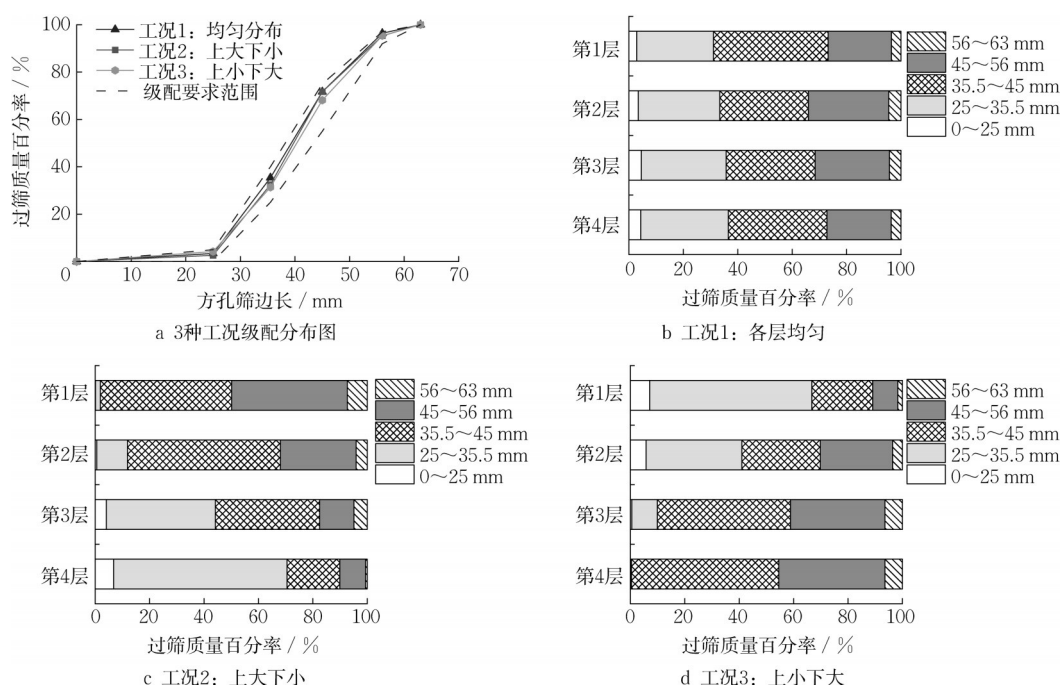 过筛质量百分率 / %
100
80
60
40
20
0
10
20
30
40
50
60
70
工况1：均匀分布
工况2：上大下小
工况3：上小下大
级配要求范围
方孔筛边长 / mm
a 3种工况级配分布图
第1层
第2层
第3层
第4层
0
20
40
60
80
100
56～63 mm
45～56 mm
35.5～45 mm
25～35.5 mm
0～25 mm
过筛质量百分率 / %
b 工况1：各层均匀
第1层
第2层
第3层
第4层
0
20
40
60
80
100
56～63 mm
45～56 mm
35.5～45 mm
25～35.5 mm
0～25 mm
过筛质量百分率 / %
c 工况2：上大下小
第1层
第2层
第3层
第4层
0
20
40
60
80
100
56～63 mm
45～56 mm
35.5～45 mm
25～35.5 mm
0～25 mm
过筛质量百分率 / %
d 工况3：上小下大